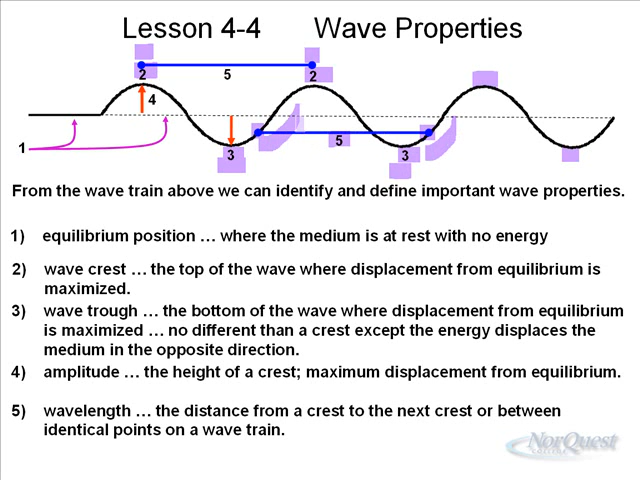 Lesson 4-4 Wave Properties
2 5 2
4
1
5
3 3
From the wave train above we can identify and define important wave properties.
1) equilibrium position … where the medium is at rest with no energy
2) wave crest … the top of the wave where displacement from equilibrium is
maximized.
3) wave trough … the bottom of the wave where displacement from equilibrium
is maximized … no different than a crest except the energy displaces the
medium in the opposite direction.
4) amplitude … the height of a crest; maximum displacement from equilibrium.
5) wavelength … the distance from a crest to the next crest or between
identical points on a wave train.
NorQuest
COLLEGE